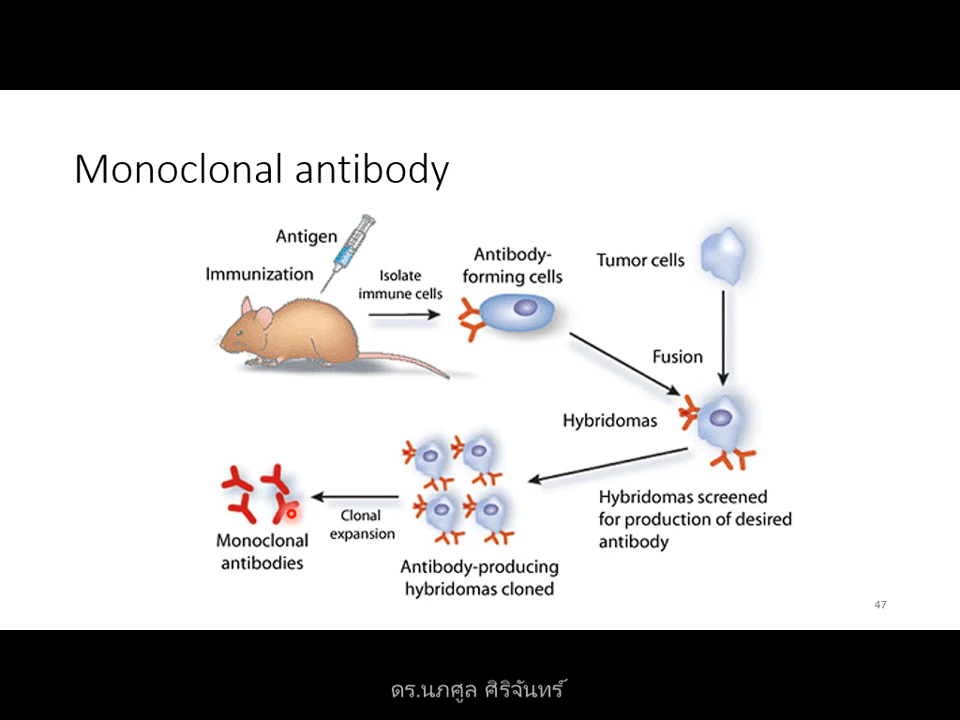 Monoclonal antibody
Antigen
Immunization
Isolate
immune cells
Antibody-
forming cells
Tumor cells
Fusion
Hybridomas
Hybridomas screened
for production of desired
antibody
Antibody-producing
hybridomas cloned
Clonal
expansion
Monoclonal
antibodies
47
ดร.นภศูล ศิริจันทร์